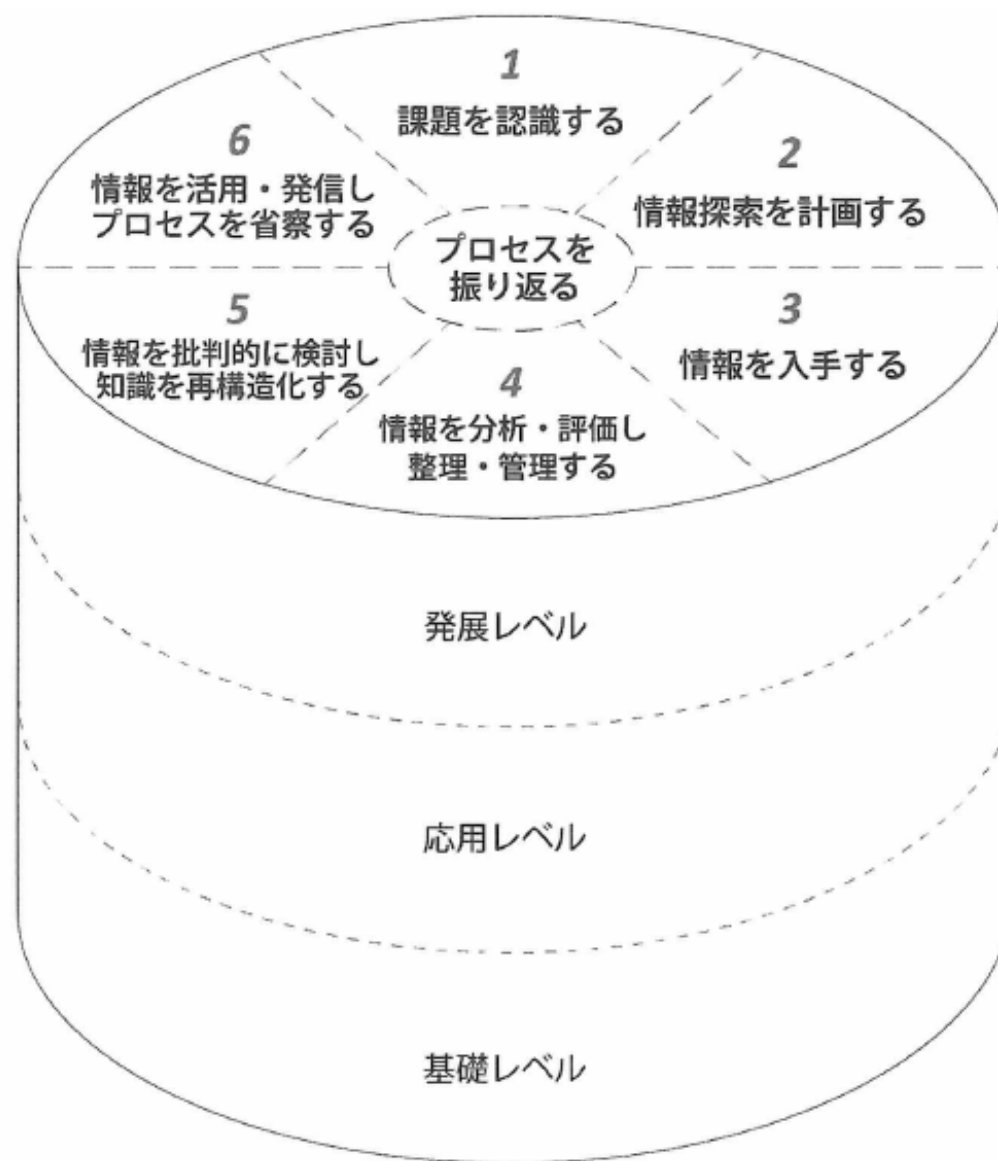 1
課題を認識する
2
情報探索を計画する
3
情報を入手する
4
情報を分析・評価し
整理・管理する
5
情報を批判的に検討し
知識を再構造化する
6
情報を活用・発信し
プロセスを省察する
プロセスを
振り返る
発展レベル
応用レベル
基礎レベル